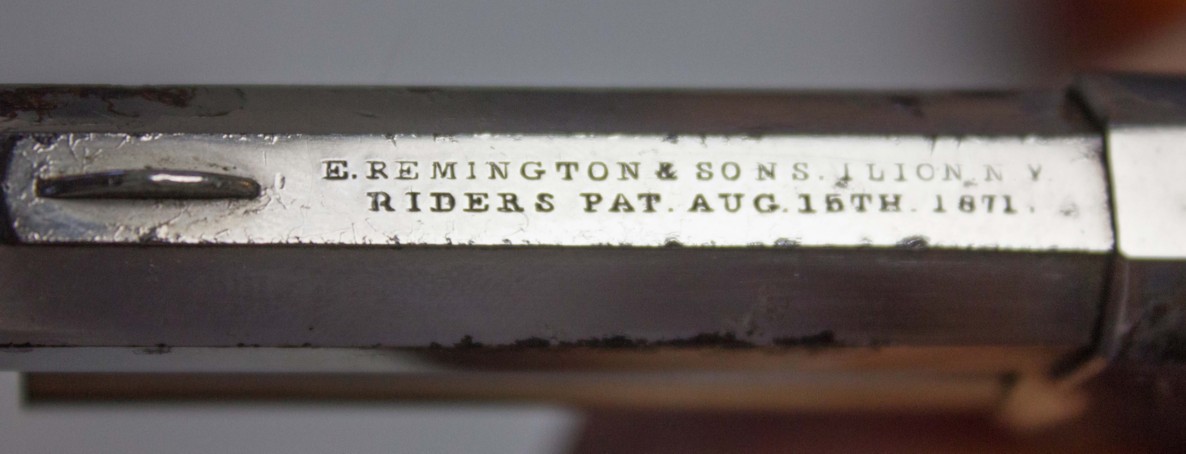 E. REMINGTON & SONS. ILION, N Y.
RIDERS PAT. AUG. 15TH. 1871.